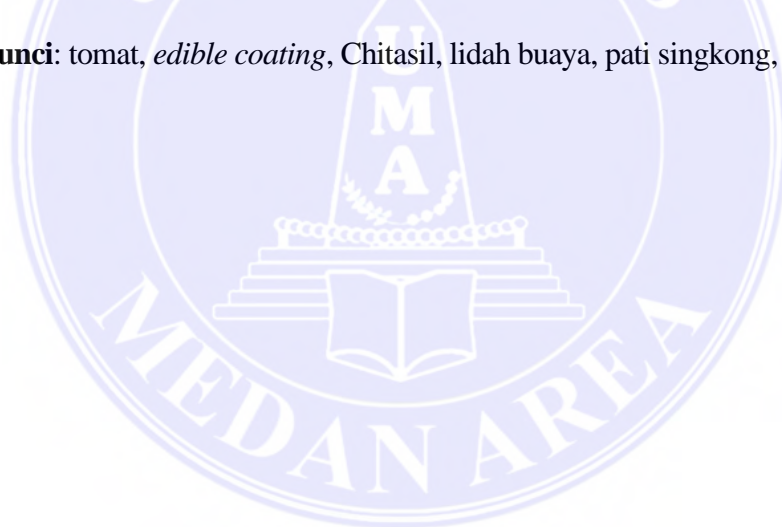 unci: tomat, edible coating, Chitasil, lidah buaya, pati singkong,
U
M
A
MEDAN AREA